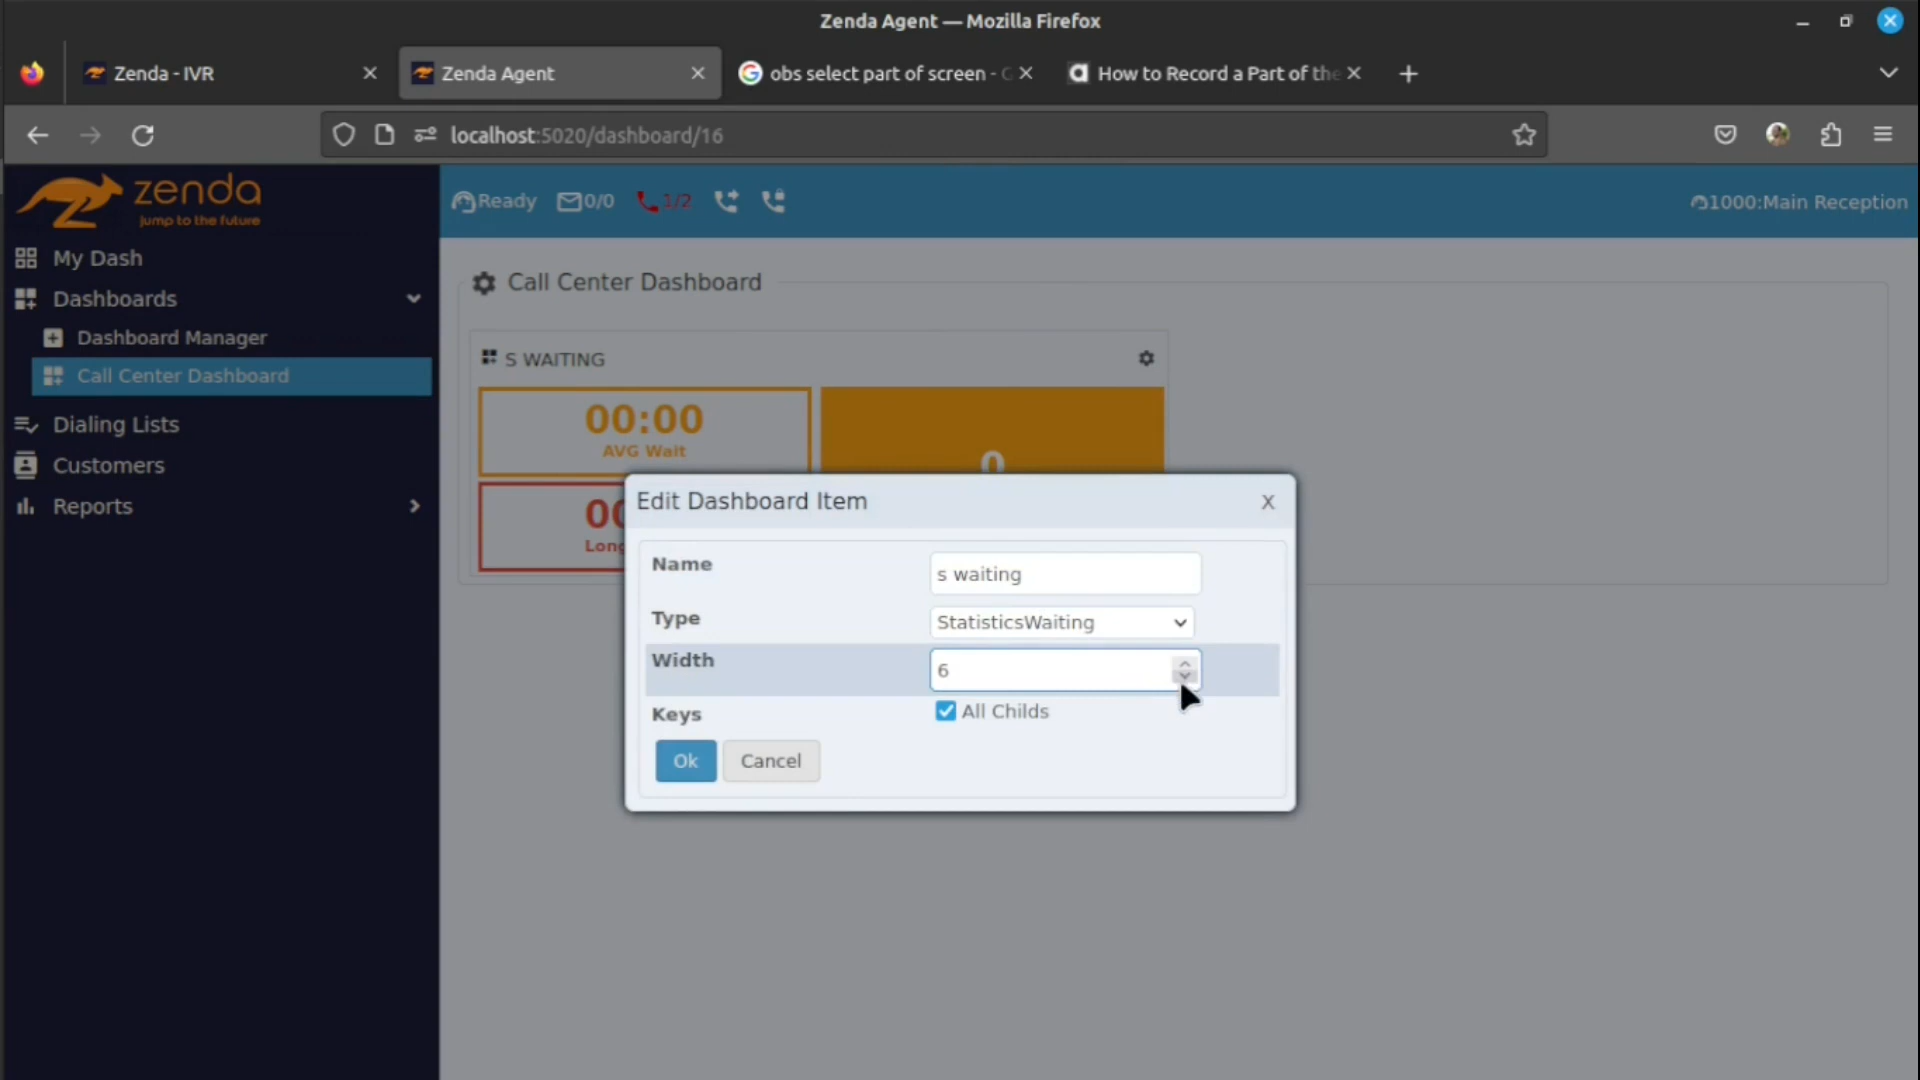 Zenda Agent — Mozilla Firefox
Zenda - IVR
Zenda Agent
obs select part of screen -
How to Record a Part of the
localhost:5020/dashboard/16
zenda
jump to the future
Ready
0/0
1/2
1000:Main Reception
My Dash
Dashboards
Dashboard Manager
Call Center Dashboard
Dialing Lists
Customers
Reports
Call Center Dashboard
S WAITING
00:00
AVG Wait
0
Edit Dashboard Item
X
Name
s waiting
Type
StatisticsWaiting
Width
6
Keys
All Childs
Ok
Cancel